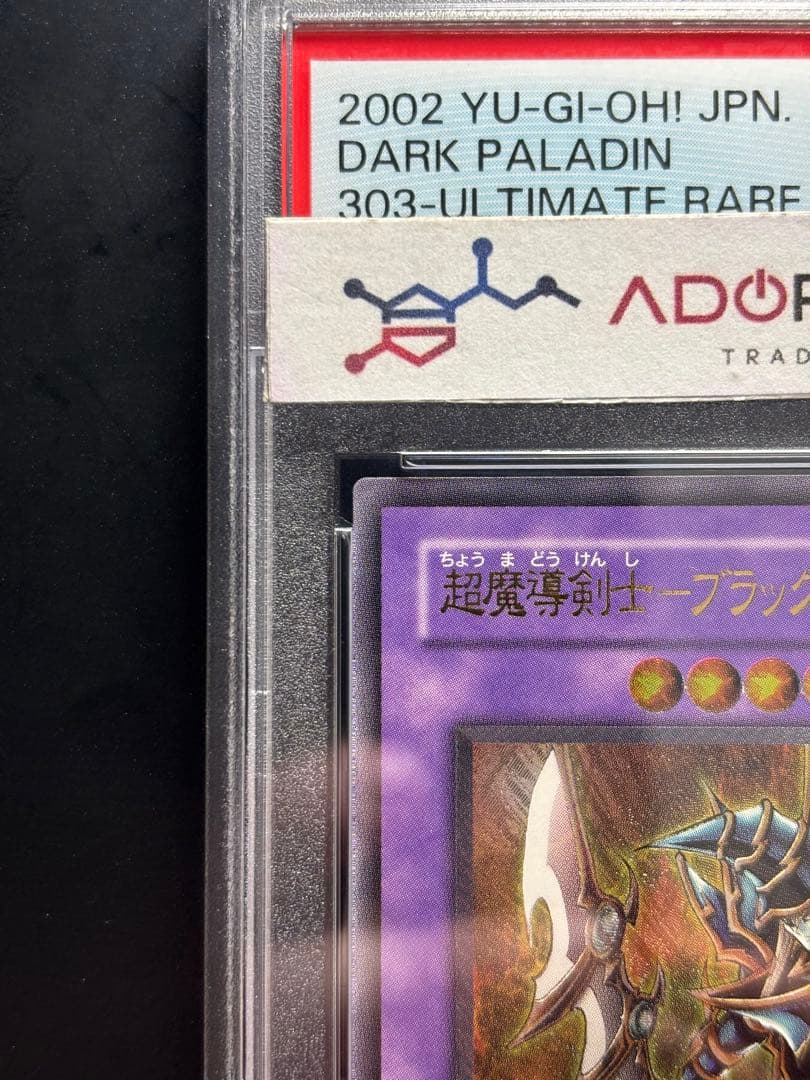 2002 YU-GI-OH! JPN.
DARK PALADIN
303-ULTIMATE RARE
ADO
TRAD
ちょう ま どう けん し
超魔導剣士-ブラック